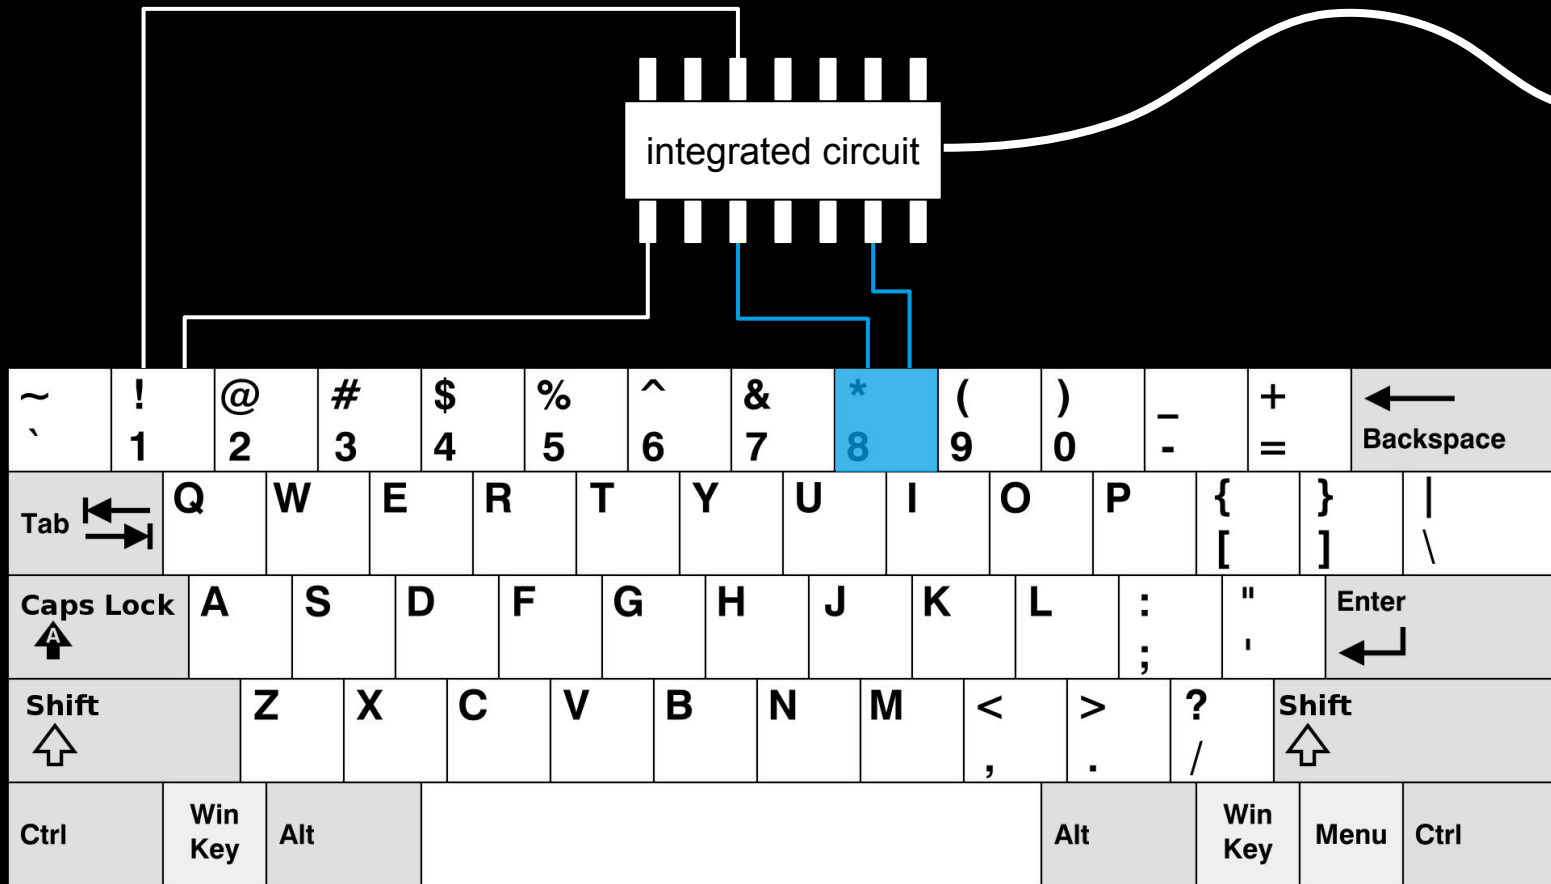 integrated circuit
~ ! @ # $ % ^ & * ( ) _ +
` 1 2 3 4 5 6 7 8 9 0 - = Backspace
Tab Q W E R T Y U I O P { } |
[ ] \
Caps Lock A S D F G H J K L : " Enter
A ; '
Shift Z X C V B N M < > ? Shift
, . /
Ctrl Win Key Alt Alt Win Key Menu Ctrl